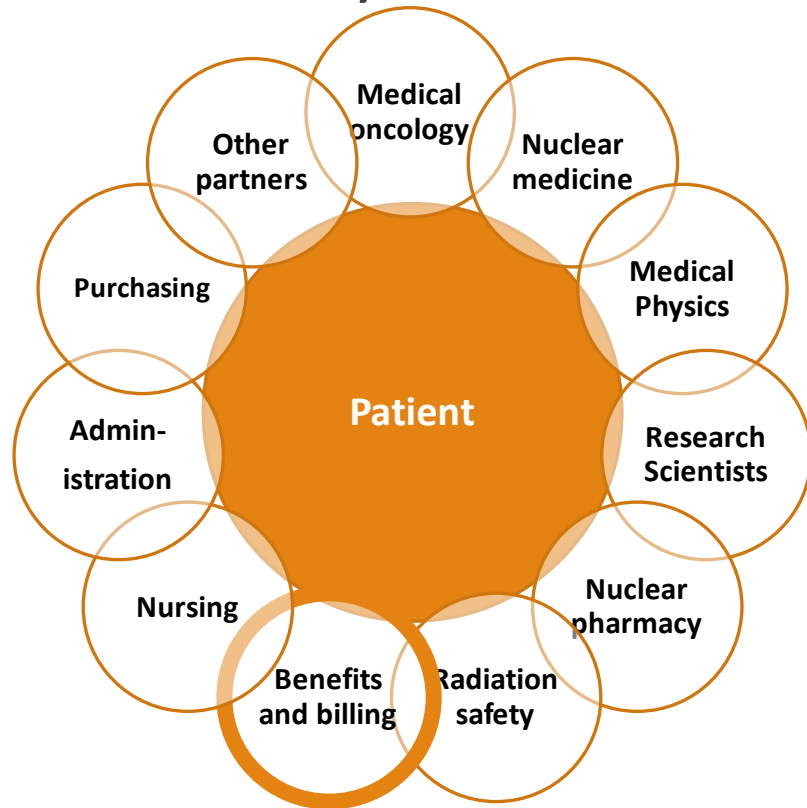 Medical
oncology
Nuclear
medicine
Medical
Physics
Research
Scientists
Nuclear
pharmacy
Radiation
safety
Benefits
and billing
Nursing
Admin-
istration
Purchasing
Other
partners
Patient